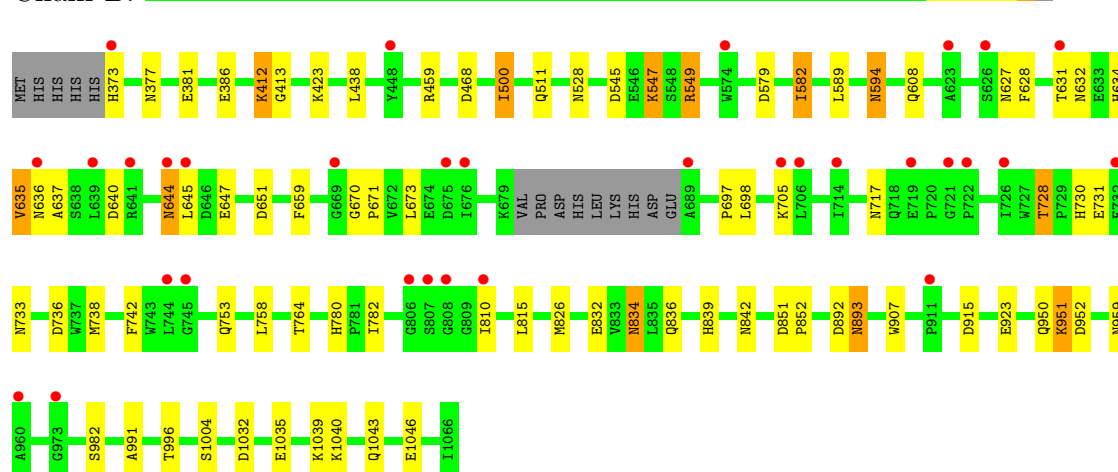 MET HIS HIS HIS HIS H373 N377 E381 E386 K412 G413 K423 L438 Y448 R459 D468 I500 Q511 N528 D545 E546 K547 S548 R549 W574 D579 I582 L589 N594 Q608 A623 S626 N627 F628 T631 N632 E633 H634
V635 N636 A637 S638 L639 D640 R641 N644 L645 D646 E647 D651 F659 G669 G670 P671 V672 L673 E674 D675 I676 K679 VAL PRO ASP HIS LEU LYS HIS ASP GLU A689 P697 L698 K705 L706 I714 N717 Q718 E719 P720 G721 P722 I726 W727 T728 P729 H730 E731
N733 D736 W737 M738 F742 W743 L744 G745 Q753 L758 T764 H780 P781 I782 G806 S807 G808 G809 I810 L815 M826 E832 V833 N834 L835 Q836 H839 N842 D851 P852 D892 N893 W907 P911 D915 E923 Q950 K951 D952
A960 G973 S982 A991 T996 S1004 D1032 E1035 K1039 K1040 Q1043 E1046 I1066